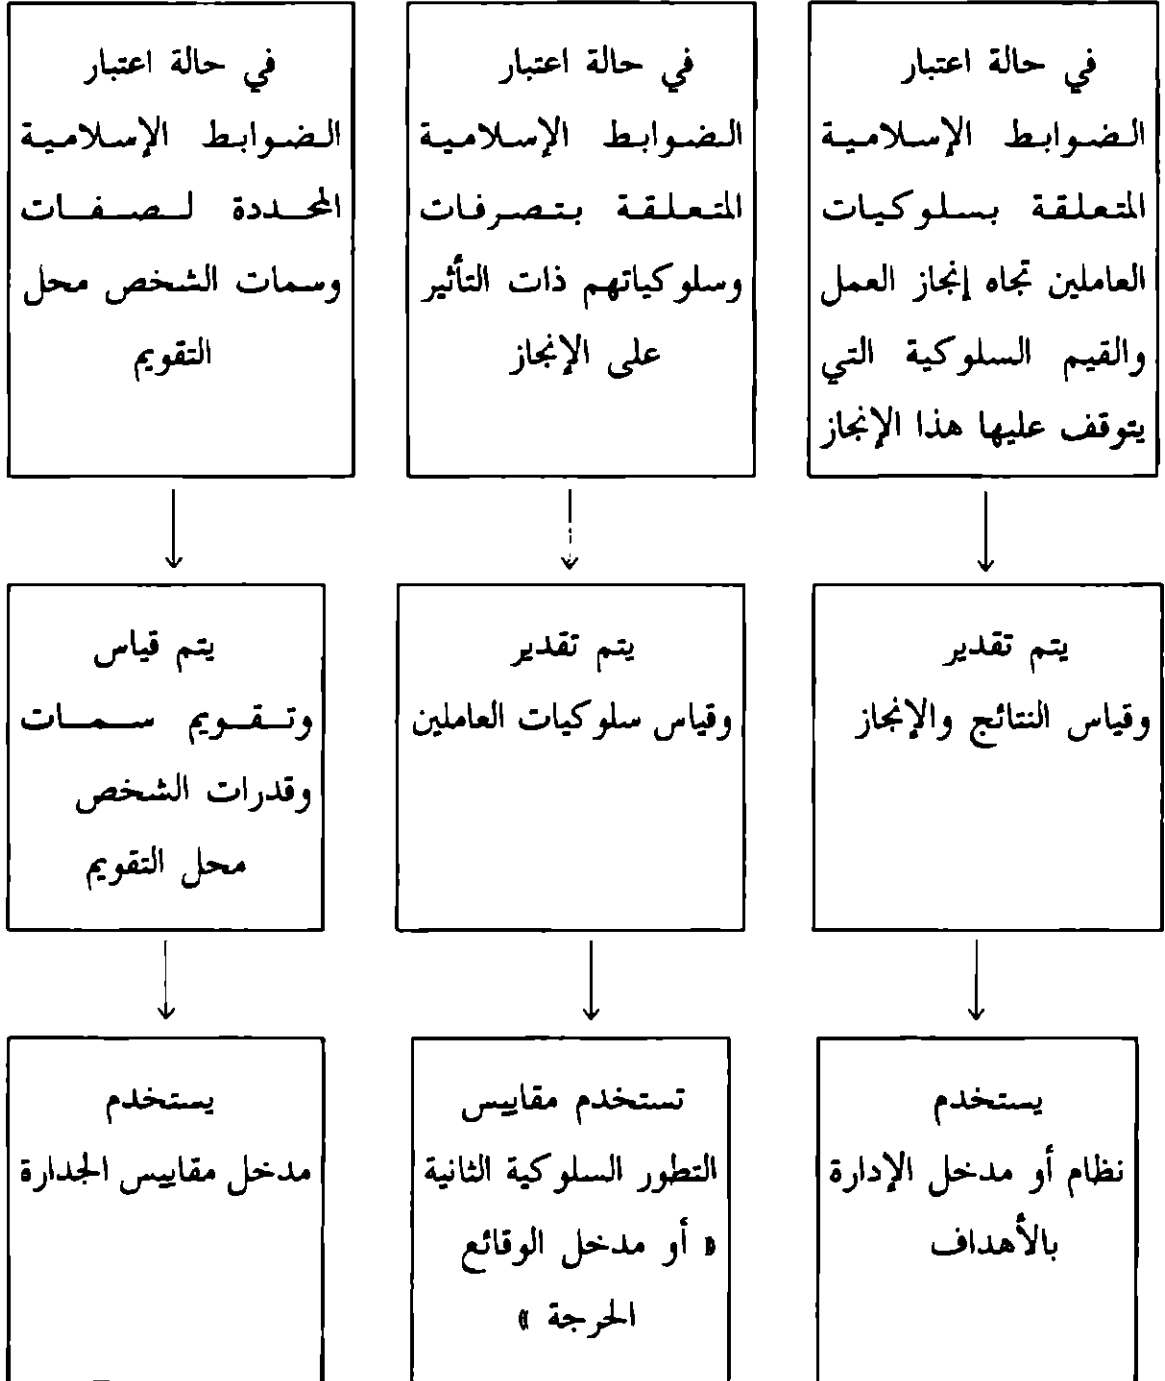 في حالة اعتبار
الضوابط الإسلامية
المتعلقة بسلوكيات
العاملين تجاه إنجاز العمل
والقيم السلوكية التي
يتوقف عليها هذا الإنجاز
في حالة اعتبار
الضوابط الإسلامية
المتعلقة بتصرفات
وسلوكياتهم ذات التأثير
على الإنجاز
في حالة اعتبار
الضوابط الإسلامية
المحددة لصفات
وسمات الشخص محل
التقويم
يتم تقدير
وقياس النتائج والإنجاز
يتم تقدير
وقياس سلوكيات العاملين
يتم قياس
وتقويم سمات
وقدرات الشخص
محل التقويم
يستخدم
نظام أو مدخل الإدارة
بالأهداف
تستخدم مقاييس
التطور السلوكية الثانية
« أو مدخل الوقائع
الحرجة »
يستخدم
مدخل مقاييس الجدارة